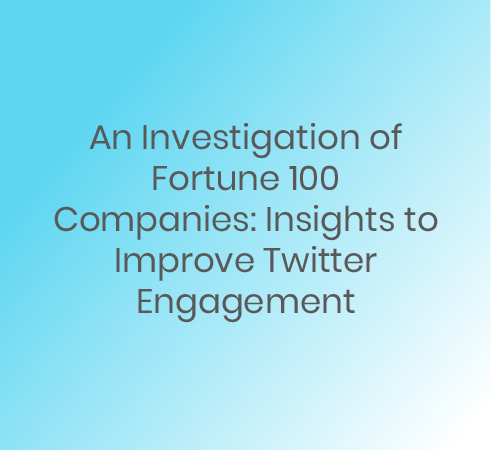 An Investigation of
Fortune 100
Companies: Insights to
Improve Twitter
Engagement